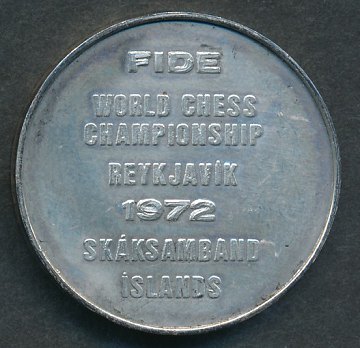 FIDE
WORLD CHESS
CHAMPIONSHIP
REYKJAVÍK
1972
SKÁKSAMBAND
ÍSLANDS